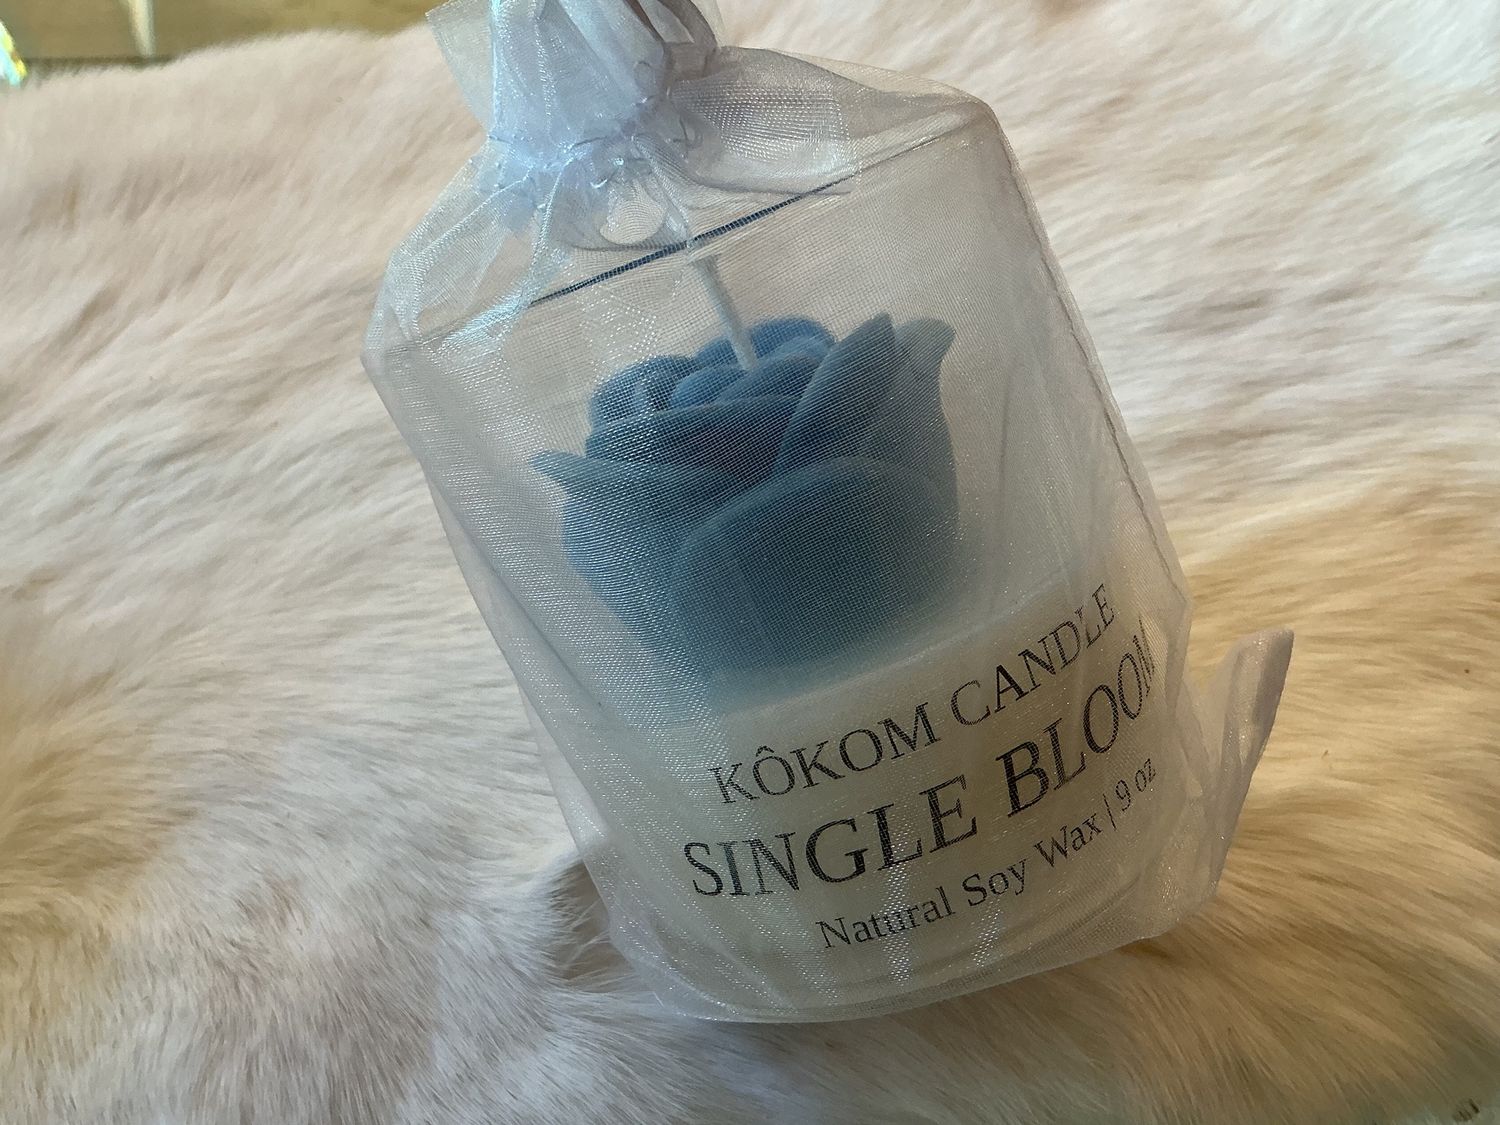 KÔKOM CANDLE
SINGLE BLOOM
Natural Soy Wax | 9 oz